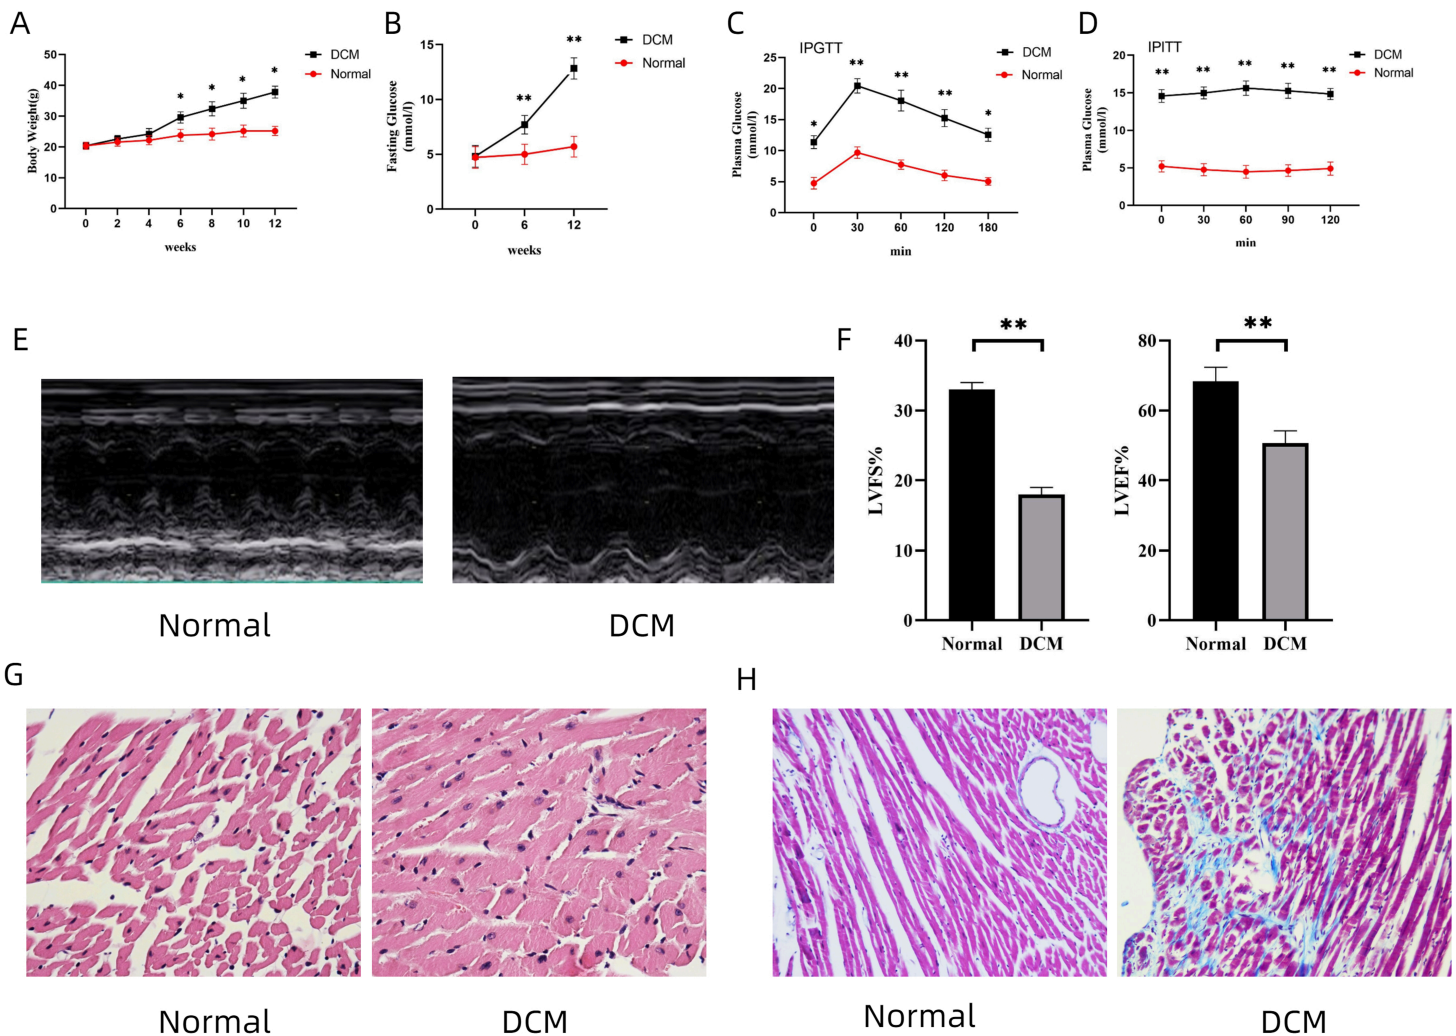 A
50
40
30
20
10
0
Body Weight(g)
* * * *
0 2 4 6 8 10 12
weeks
DCM
Normal
B
15
10
5
0
Fasting Glucose
(mmol/l)
** **
0 6 12
weeks
DCM
Normal
C
IPGTT
25
20
15
10
5
0
Plasma Glucose
(mmol/l)
* ** ** ** *
0 30 60 120 180
min
DCM
Normal
D
IPITT
20
15
10
5
0
Plasma Glucose
(mmol/l)
** ** ** ** **
0 30 60 90 120
min
DCM
Normal
E
Normal
DCM
F
40
30
20
10
0
LVFS%
**
Normal DCM
80
60
40
20
0
LVEF%
**
Normal DCM
G
Normal
DCM
H
Normal
DCM